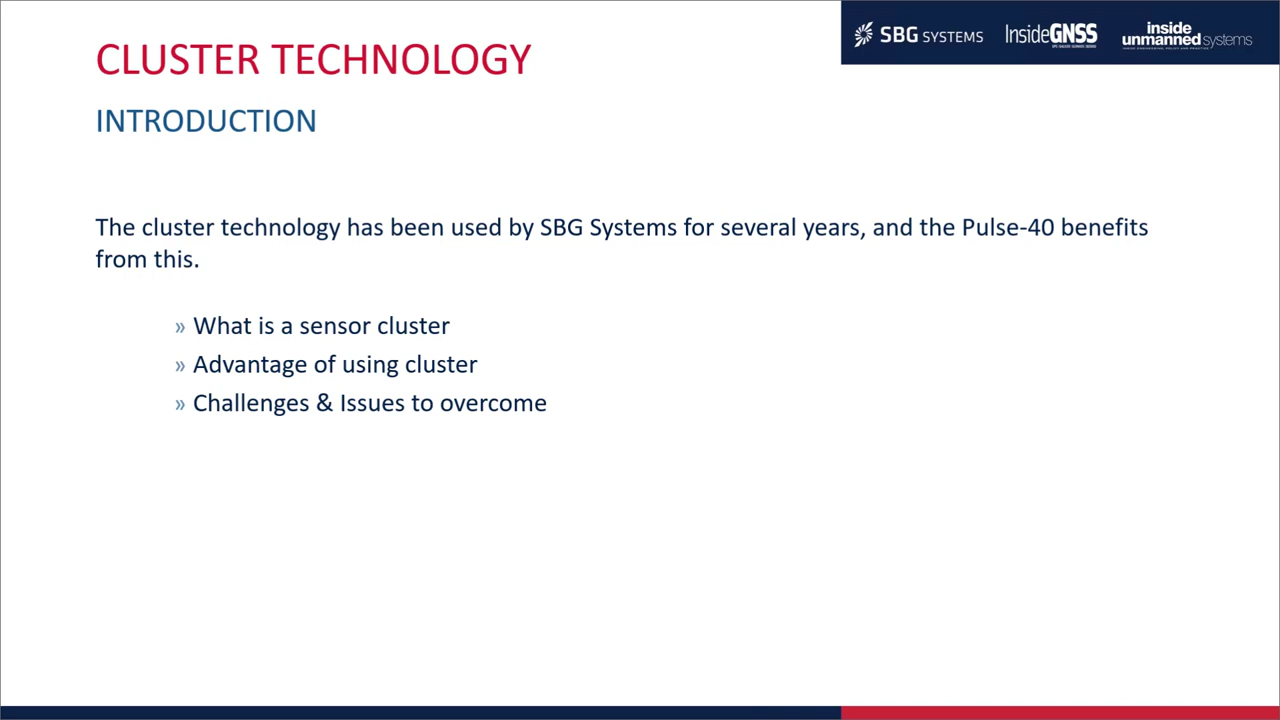 CLUSTER TECHNOLOGY
SBG SYSTEMS
InsideGNSS
inside
unmannedsystems
INTRODUCTION
The cluster technology has been used by SBG Systems for several years, and the Pulse-40 benefits
from this.
» What is a sensor cluster
» Advantage of using cluster
» Challenges & Issues to overcome